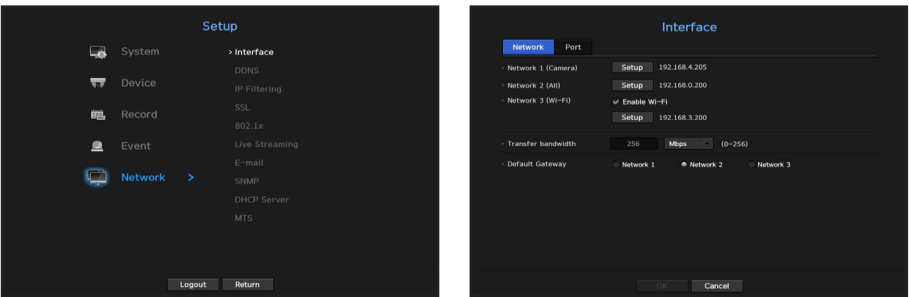 Setup
System
Device
Record
Event
Network >
> Interface
DDNS
IP Filtering
SSL
802.1x
Live Streaming
E-mail
SNMP
DHCP Server
MTS
Logout Return
Interface
Network Port
· Network 1 (Camera) Setup 192.168.4.205
· Network 2 (All) Setup 192.168.0.200
· Network 3 (Wi-Fi) Enable Wi-Fi
Setup 192.168.3.200
· Transfer bandwidth 256 Mbps (0~256)
· Default Gateway Network 1 Network 2 Network 3
OK Cancel